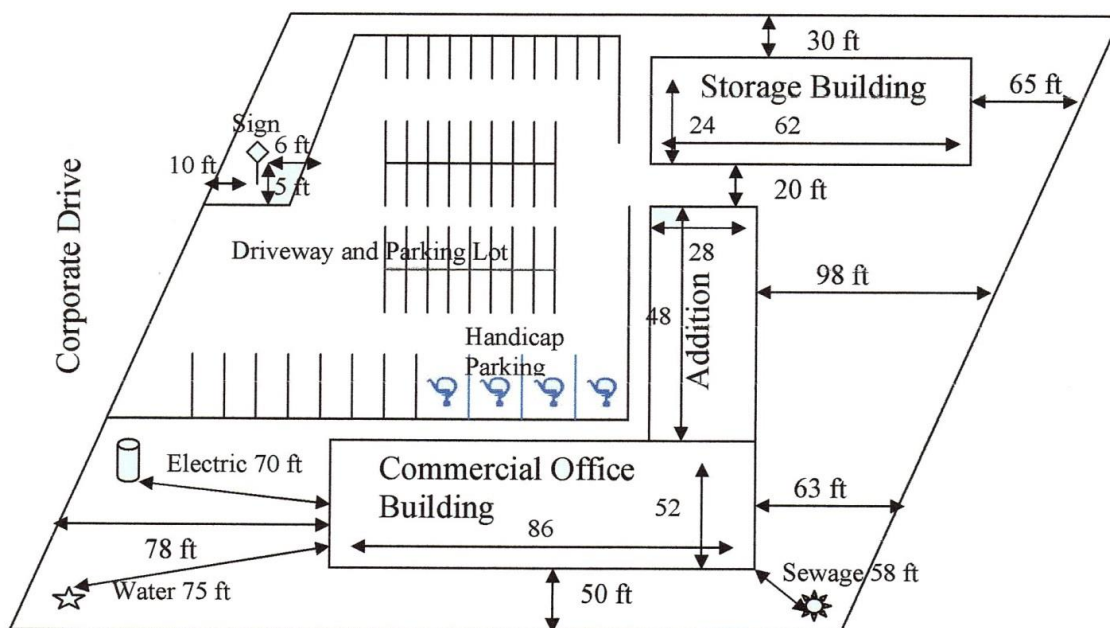 30 ft
Storage Building
65 ft
24 62
Sign
6 ft
10 ft
5 ft
20 ft
Corporate Drive
Driveway and Parking Lot
28
98 ft
48
Addition
Handicap
Parking
Electric 70 ft
Commercial Office
Building
52
63 ft
86
78 ft
Water 75 ft
50 ft
Sewage 58 ft